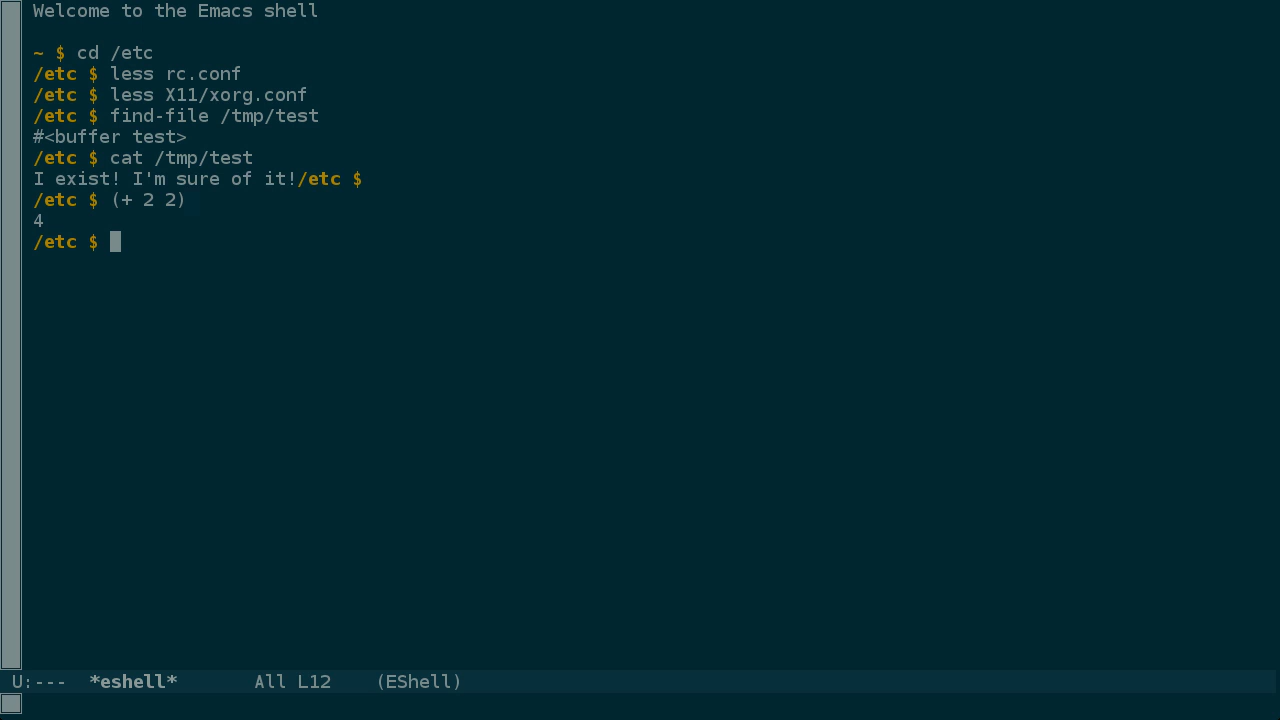 Welcome to the Emacs shell
~ $ cd /etc
/etc $ less rc.conf
/etc $ less X11/xorg.conf
/etc $ find-file /tmp/test
#<buffer test>
/etc $ cat /tmp/test
I exist! I'm sure of it!/etc $
/etc $ (+ 2 2)
4
/etc $
U:---  *eshell*       All L12    (EShell)